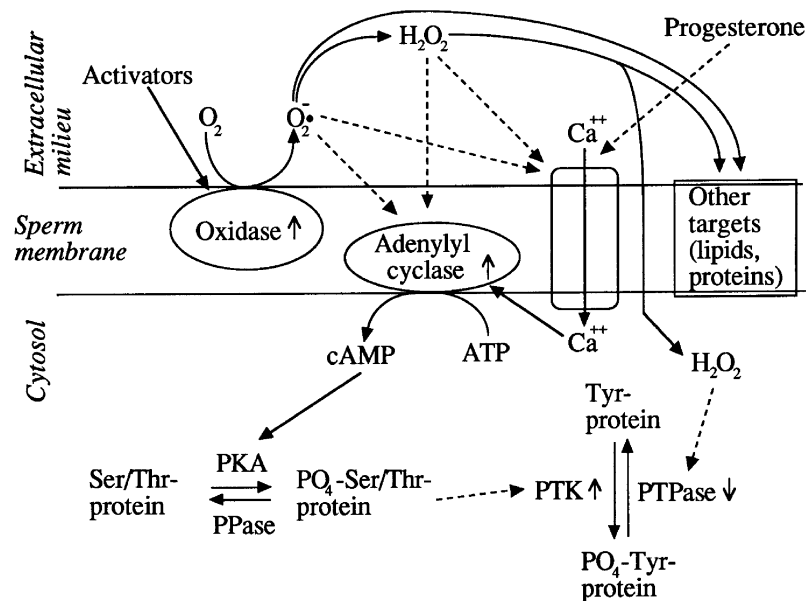 Extracellular
milieu
Sperm
membrane
Cytosol
Activators
O₂
O₂⁻•
H₂O₂
Progesterone
Ca⁺⁺
Oxidase ↑
Adenylyl
cyclase ↑
Other
targets
(lipids,
proteins)
cAMP
ATP
Ca⁺⁺
H₂O₂
Ser/Thr-
protein
PKA
PPase
PO₄-Ser/Thr-
protein
Tyr-
protein
PTK ↑
PTPase ↓
PO₄-Tyr-
protein